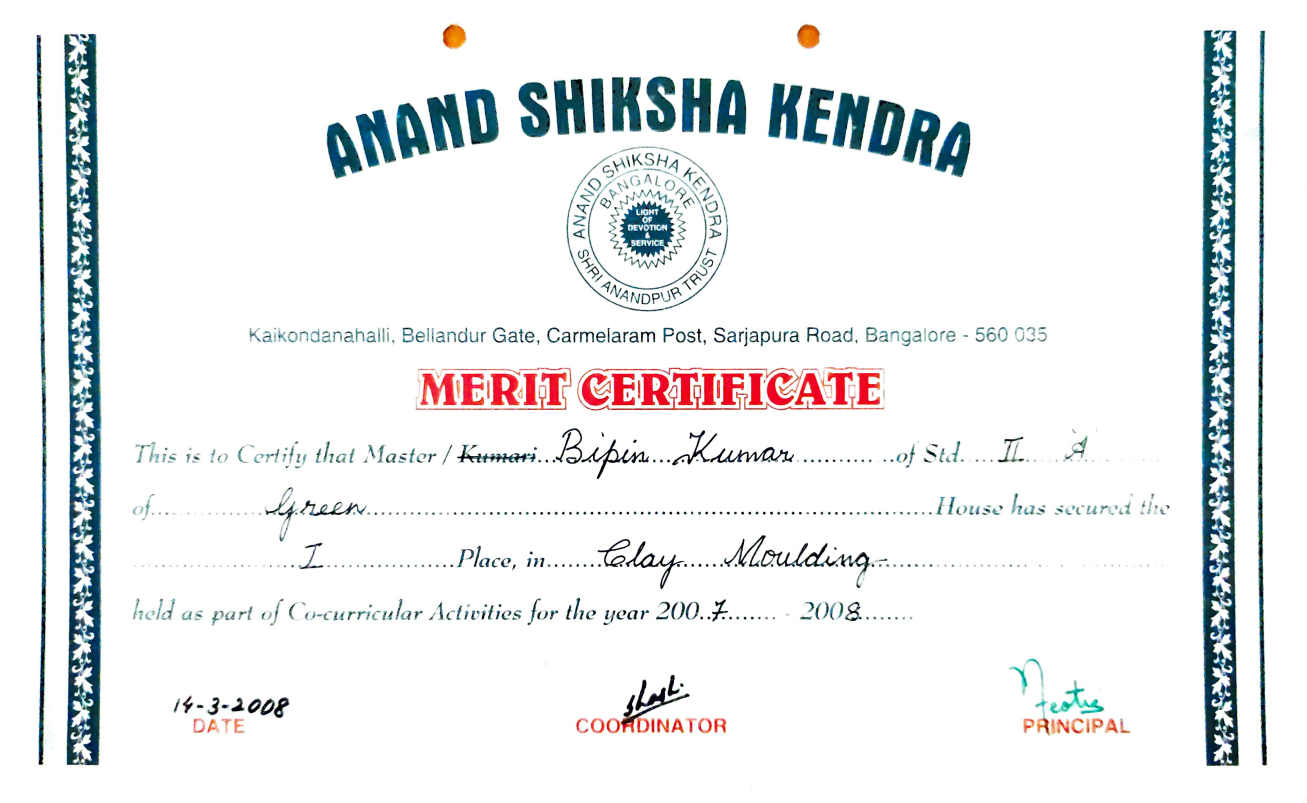 ANAND SHIKSHA KENDRA
ANAND SHIKSHA KENDRA
BANGALORE
LIGHT
OF
DEVOTION
&
SERVICE
SHRI ANANDPUR TRUST
Kaikondanahalli, Bellandur Gate, Carmelaram Post, Sarjapura Road, Bangalore - 560 035
MERIT CERTIFICATE
This is to Certify that Master / Kumari Bipin Kumar of Std. II A
of Green House has secured the
I Place, in Clay Moulding
held as part of Co-curricular Activities for the year 2007 - 2008
14-3-2008
DATE COORDINATOR PRINCIPAL